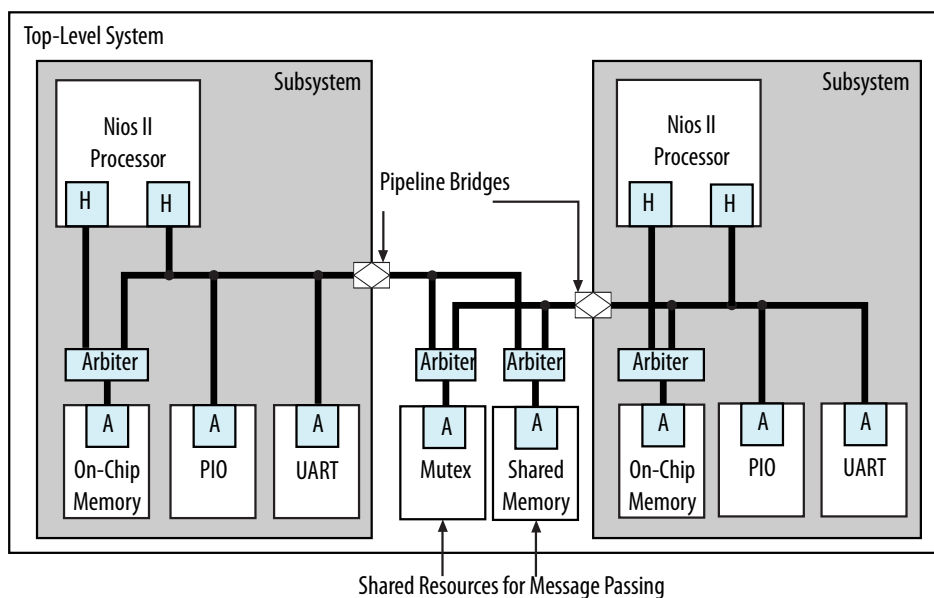 Top-Level System
Subsystem
Nios II
Processor
H
H
Arbiter
A
On-Chip
Memory
A
PIO
A
UART
Pipeline Bridges
Arbiter
Arbiter
A
Mutex
A
Shared
Memory
Subsystem
Nios II
Processor
H
H
Arbiter
A
On-Chip
Memory
A
PIO
A
UART
Shared Resources for Message Passing